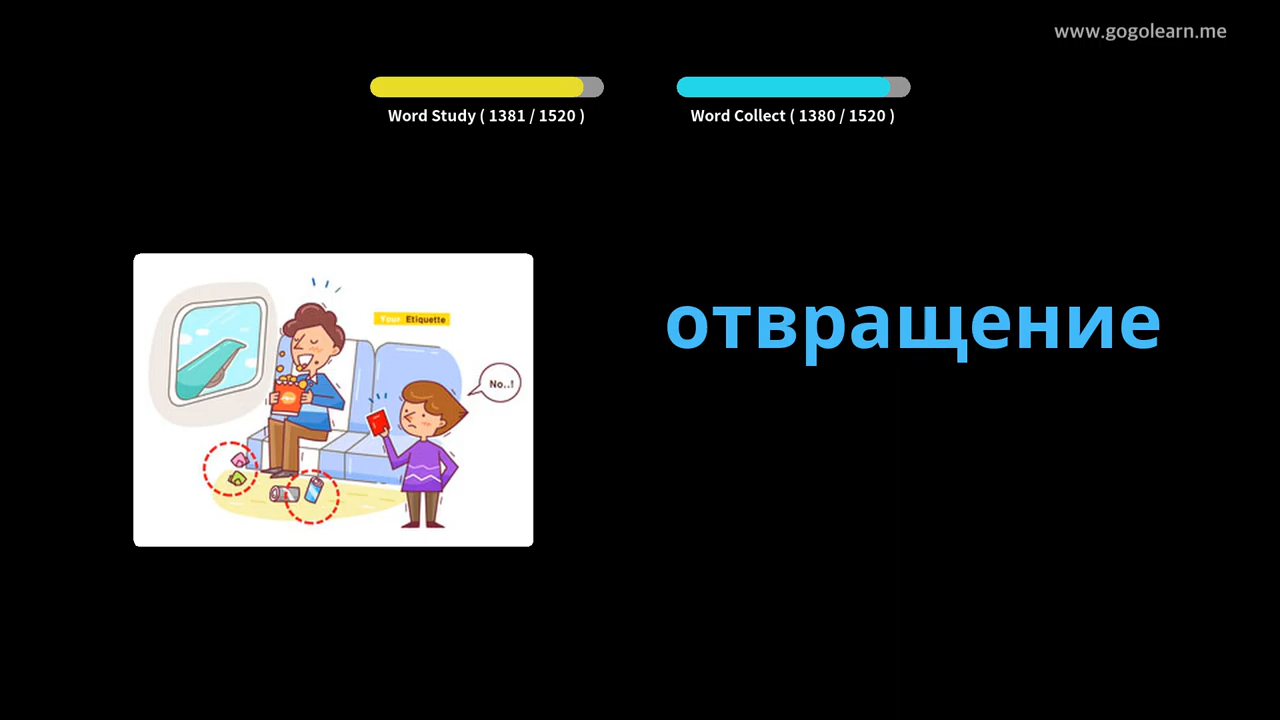 www.gogolearn.me
Word Study ( 1381 / 1520 )
Word Collect ( 1380 / 1520 )
Your Etiquette
No..!
отвращение